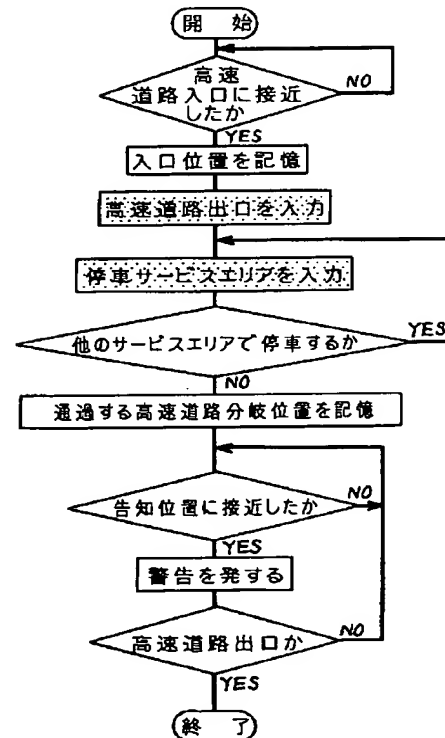 開 始
高速
道路入口に接近
したか
NO
YES
入口位置を記憶
高速道路出口を入力
停車サービスエリアを入力
他のサービスエリアで停車するか
YES
NO
通過する高速道路分岐位置を記憶
告知位置に接近したか
NO
YES
警告を発する
高速道路出口か
NO
YES
終 了